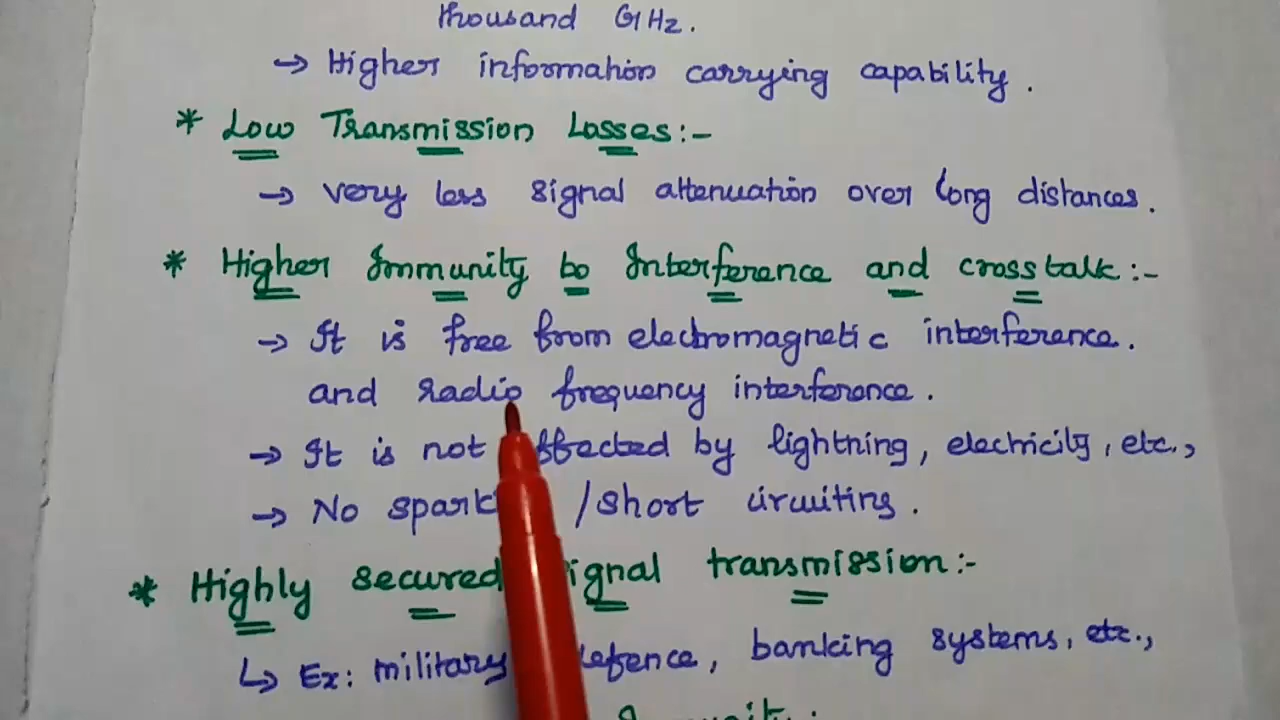 thousand GHz.
→ Higher information carrying capability.
* Low Transmission Losses:-
→ very less signal attenuation over long distances.
* Higher Immunity to Interference and crosstalk:-
→ It is free from electromagnetic interference.
and radio frequency interference.
→ It is not affected by lightning, electricity, etc.,
→ No spark /short circuiting.
* Highly secured signal transmission:-
↳ Ex: military defence, banking systems, etc.,